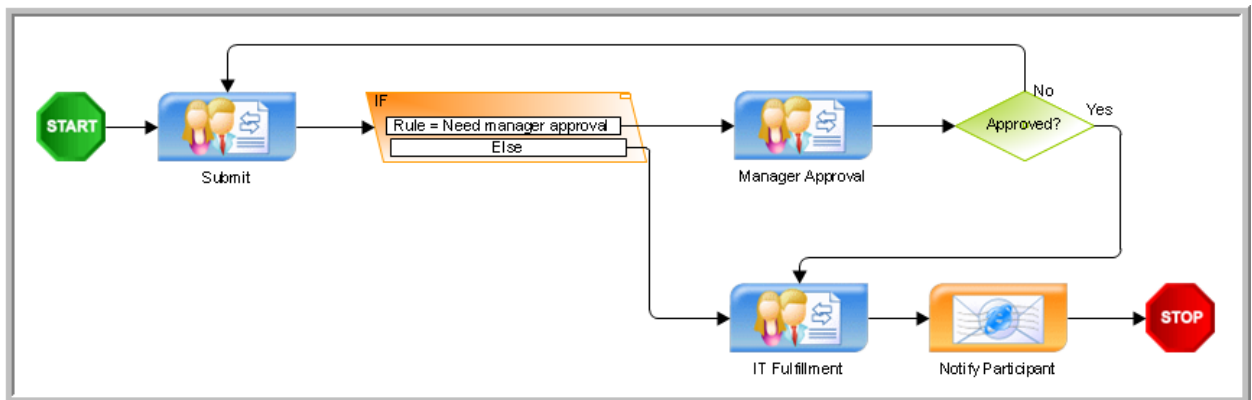 START
Submit
IF
Rule = Need manager approval
Else
Manager Approval
Approved?
No
Yes
IT Fulfillment
Notify Participant
STOP